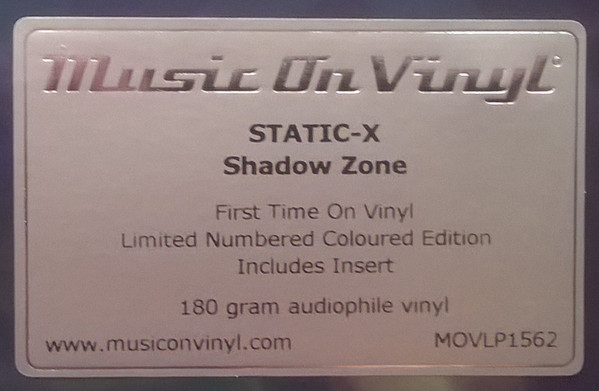 Music On Vinyl
STATIC-X
Shadow Zone
First Time On Vinyl
Limited Numbered Coloured Edition
Includes Insert
180 gram audiophile vinyl
www.musiconvinyl.com MOVLP1562